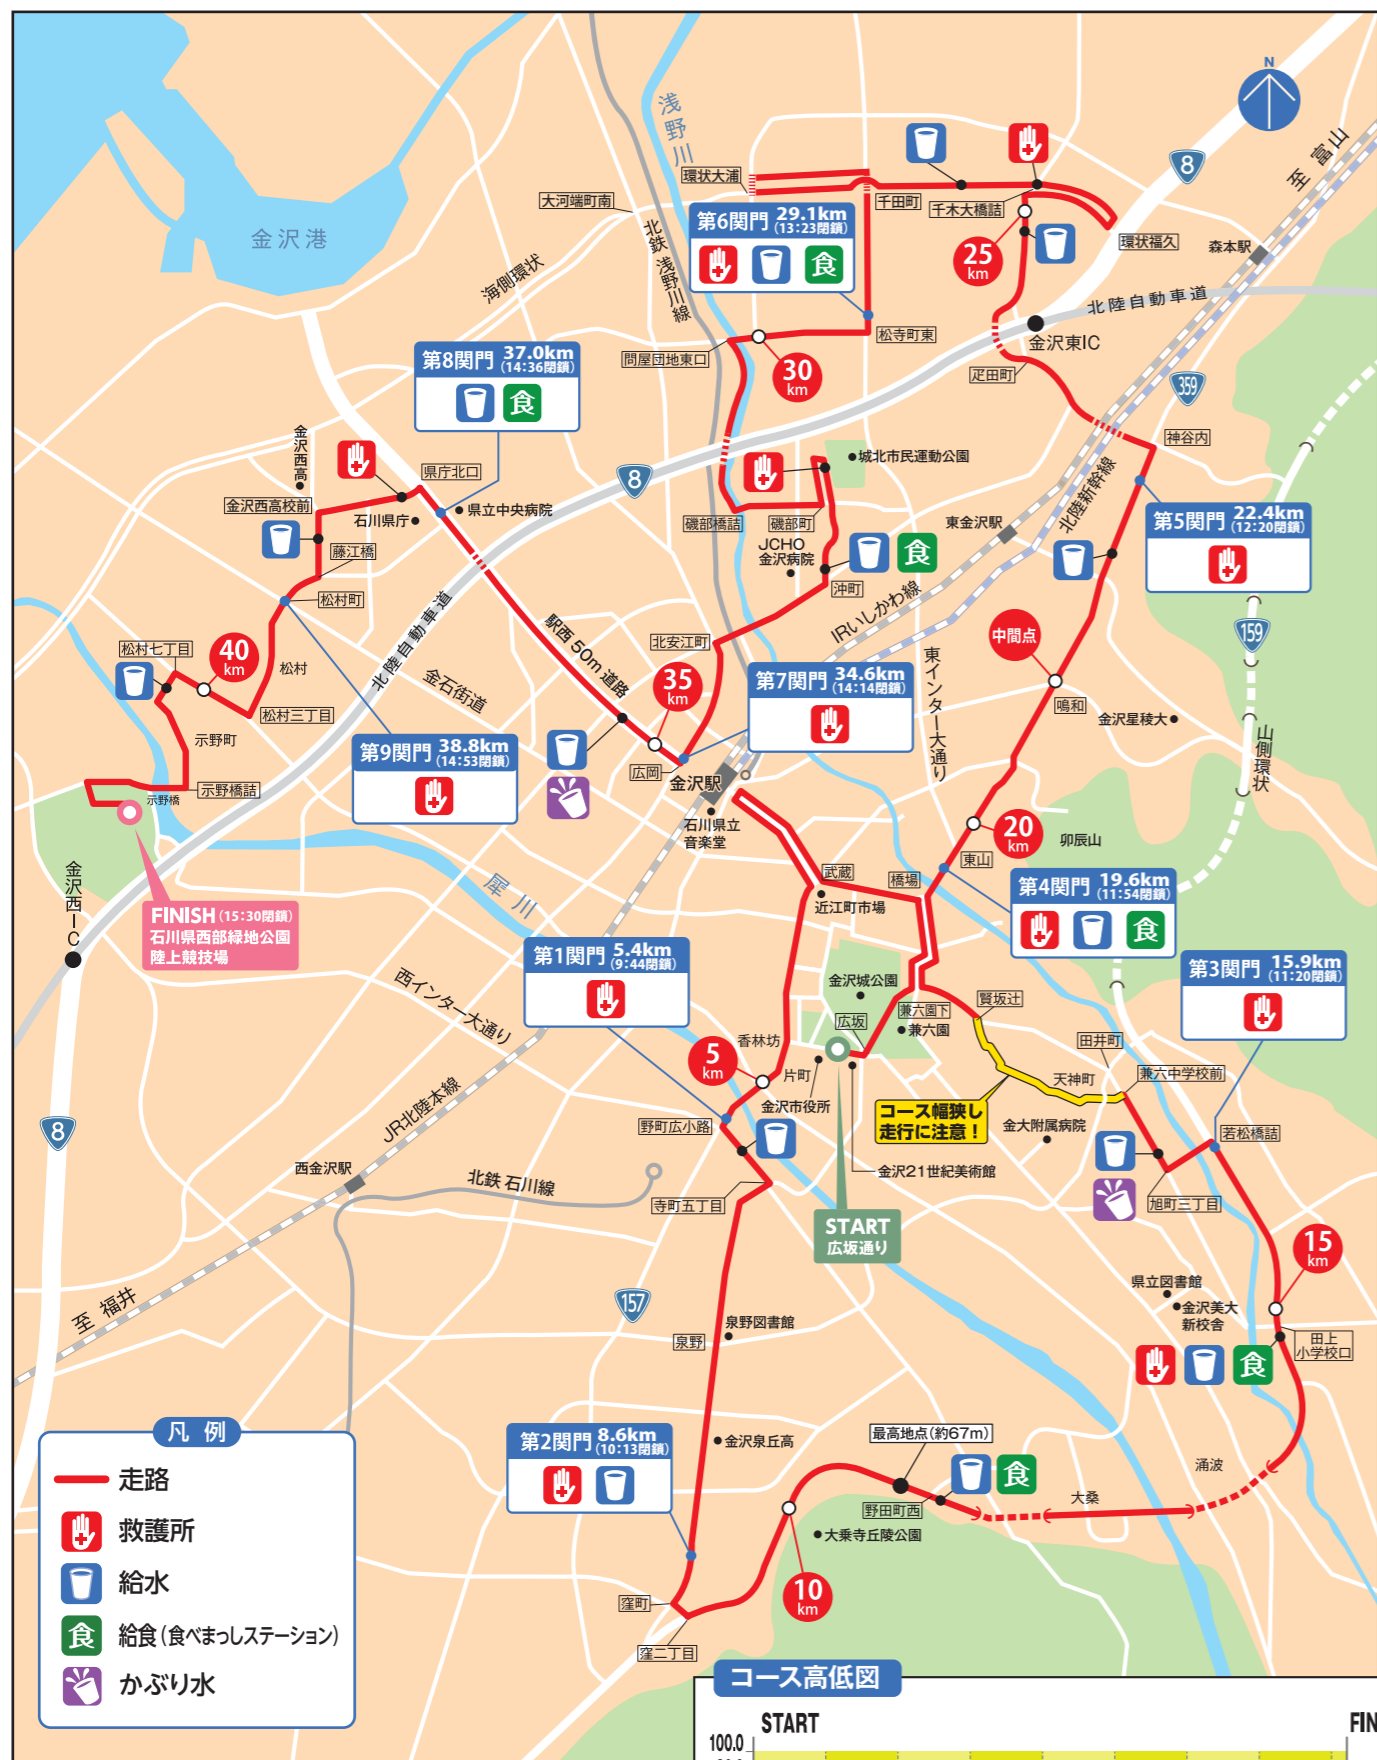 N
8
至 富山
浅野川
環状大浦
大河端町南
千田町
千木大橋詰
環状福久
森本駅
第6関門 29.1km
(13:23閉鎖)
食
25
km
金沢港
海側環状
北鉄 浅野川線
北陸自動車道
金沢東IC
松寺町東
問屋団地東口
30
km
疋田町
359
神谷内
第8関門 37.0km
(14:36閉鎖)
食
金沢西高
県庁北口
8
城北市民運動公園
金沢西高校前
石川県庁
県立中央病院
磯部橋詰
磯部町
東金沢駅
北陸新幹線
第5関門 22.4km
(12:20閉鎖)
JCHO
金沢病院
食
藤江橋
沖町
松村町
北陸自動車道
駅西50m道路
IRいしかわ線
159
松村七丁目
40
km
松村
北安江町
中間点
東インター大通り
35
km
第7関門 34.6km
(14:14閉鎖)
鳴和
金沢星稜大
山側環状
金石街道
松村三丁目
示野町
第9関門 38.8km
(14:53閉鎖)
広岡
金沢駅
示野橋詰
示野橋
石川県立
音楽堂
20
km
卯辰山
東山
武蔵
橋場
近江町市場
金沢西IC
犀川
第4関門 19.6km
(11:54閉鎖)
食
FINISH (15:30閉鎖)
石川県西部緑地公園
陸上競技場
第1関門 5.4km
(9:44閉鎖)
第3関門 15.9km
(11:20閉鎖)
西インター大通り
金沢城公園
賢坂辻
兼六園下
広坂
兼六園
田井町
香林坊
5
km
片町
天神町
兼六中学校前
金沢市役所
コース幅狭し
走行に注意！
金大附属病院
JR北陸本線
8
野町広小路
若松橋詰
西金沢駅
北鉄 石川線
金沢21世紀美術館
寺町五丁目
旭町三丁目
START
広坂通り
15
km
至 福井
157
県立図書館
金沢美大
新校舎
泉野図書館
泉野
田上
小学校口
食
凡 例
走路
救護所
給水
食 給食(食べまっしステーション)
かぶり水
第2関門 8.6km
(10:13閉鎖)
金沢泉丘高
最高地点(約67m)
食
涌波
野田町西
大桑
大乗寺丘陵公園
10
km
窪町
窪二丁目
コース高低図
START
FIN
100.0